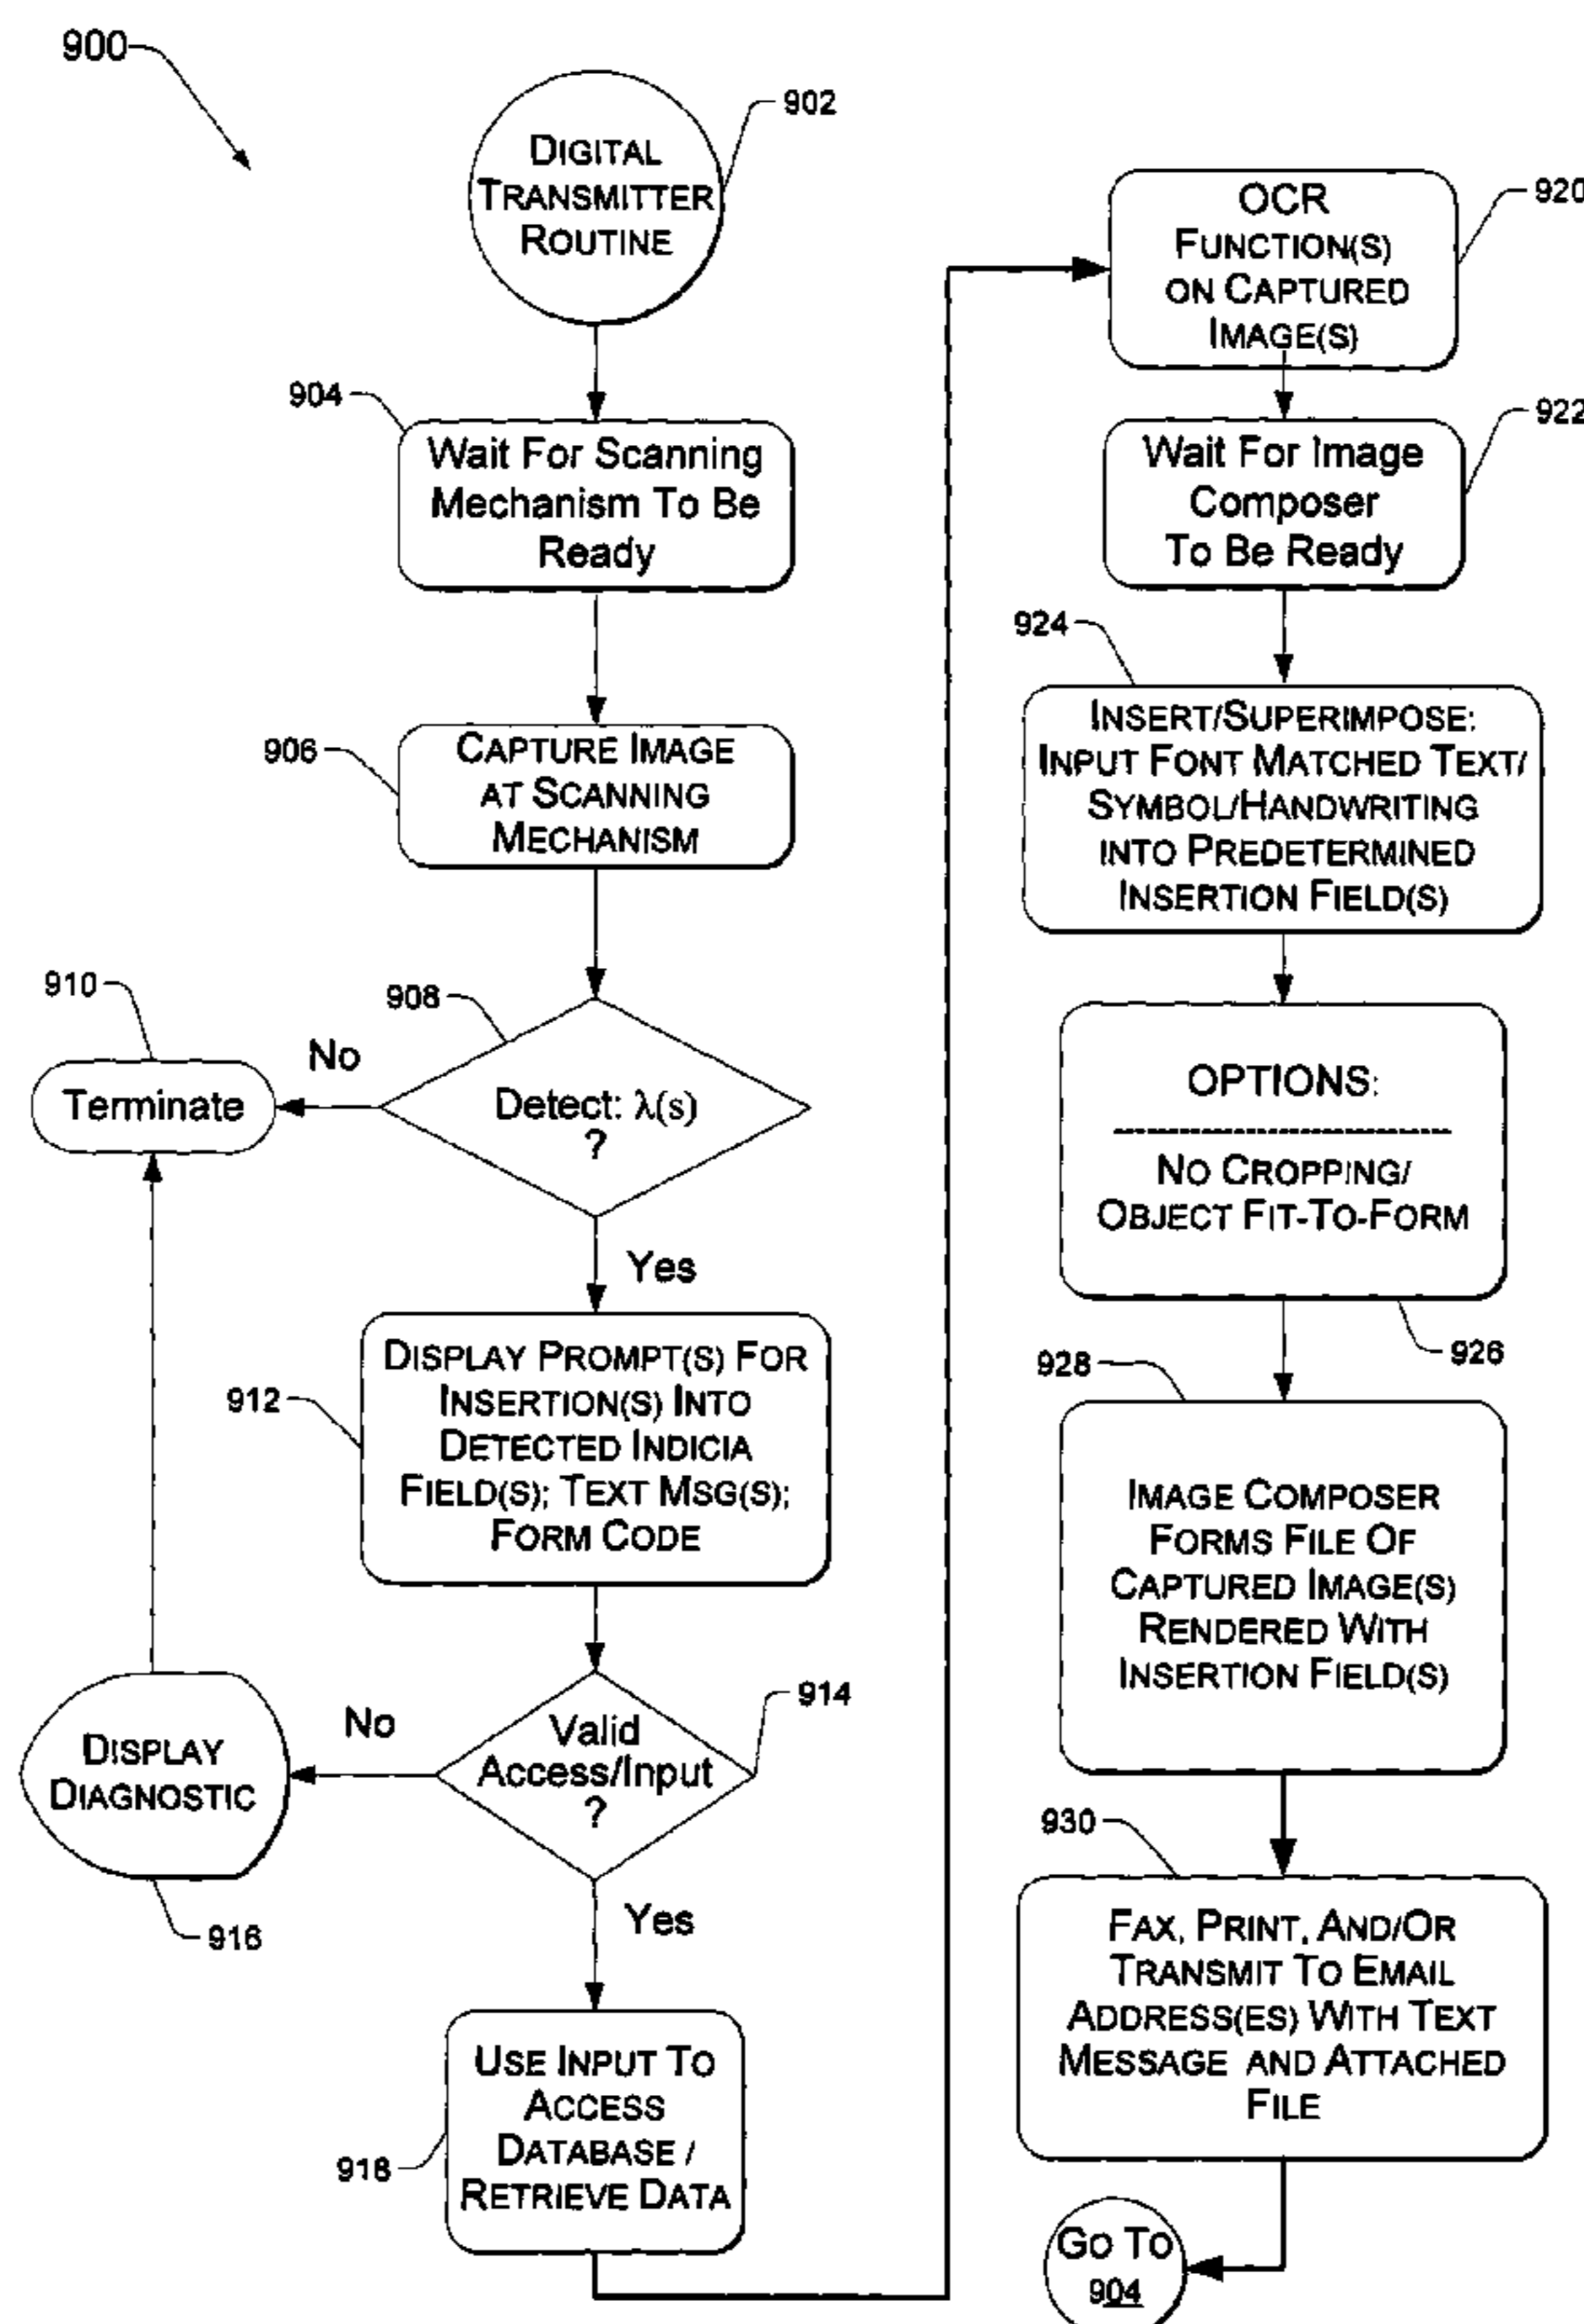 900
902
DIGITAL
TRANSMITTER
ROUTINE
904
Wait For Scanning
Mechanism To Be
Ready
906
CAPTURE IMAGE
AT SCANNING
MECHANISM
910
908
No
Terminate
Detect: λ(s)
?
Yes
912
DISPLAY PROMPT(S) FOR
INSERTION(S) INTO
DETECTED INDICIA
FIELD(S); TEXT MSG(S);
FORM CODE
914
No
Valid
Access/Input
?
DISPLAY
DIAGNOSTIC
916
Yes
918
USE INPUT TO
ACCESS
DATABASE /
RETRIEVE DATA
920
OCR
FUNCTION(S)
ON CAPTURED
IMAGE(S)
922
Wait For Image
Composer
To Be Ready
924
INSERT/SUPERIMPOSE:
INPUT FONT MATCHED TEXT/
SYMBOL/HANDWRITING
INTO PREDETERMINED
INSERTION FIELD(S)
OPTIONS:
NO CROPPING/
OBJECT FIT-TO-FORM
926
928
IMAGE COMPOSER
FORMS FILE OF
CAPTURED IMAGE(S)
RENDERED WITH
INSERTION FIELD(S)
930
FAX, PRINT, AND/OR
TRANSMIT TO EMAIL
ADDRESS(ES) WITH TEXT
MESSAGE AND ATTACHED
FILE
GO TO
904